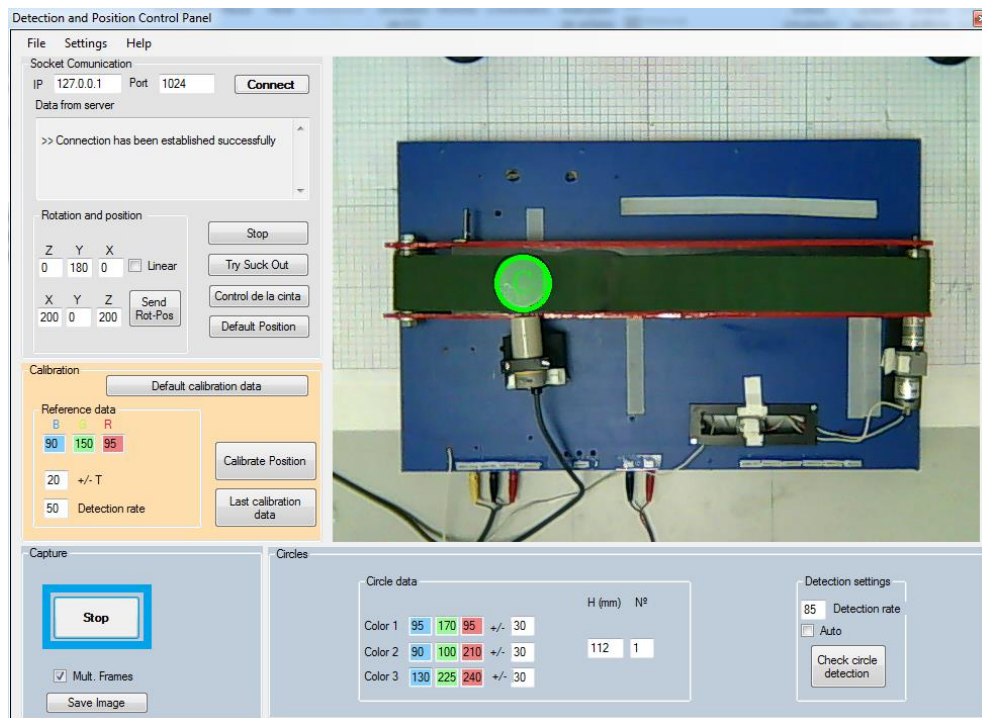 Detection and Position Control Panel
File Settings Help
Socket Comunication
IP 127.0.0.1 Port 1024 Connect
Data from server
>> Connection has been established successfully
Rotation and position
Z Y X
0 180 0 Linear
X Y Z
200 0 200 Send Rot-Pos
Stop
Try Suck Out
Control de la cinta
Default Position
Calibration
Default calibration data
Reference data
B G R
90 150 95
20 +/- T
50 Detection rate
Calibrate Position
Last calibration
data
Capture
Stop
Mult. Frames
Save Image
Circles
Circle data
H (mm) Nº
Color 1 95 170 95 +/- 30
Color 2 90 100 210 +/- 30
Color 3 130 225 240 +/- 30
112 1
Detection settings
85 Detection rate
Auto
Check circle
detection